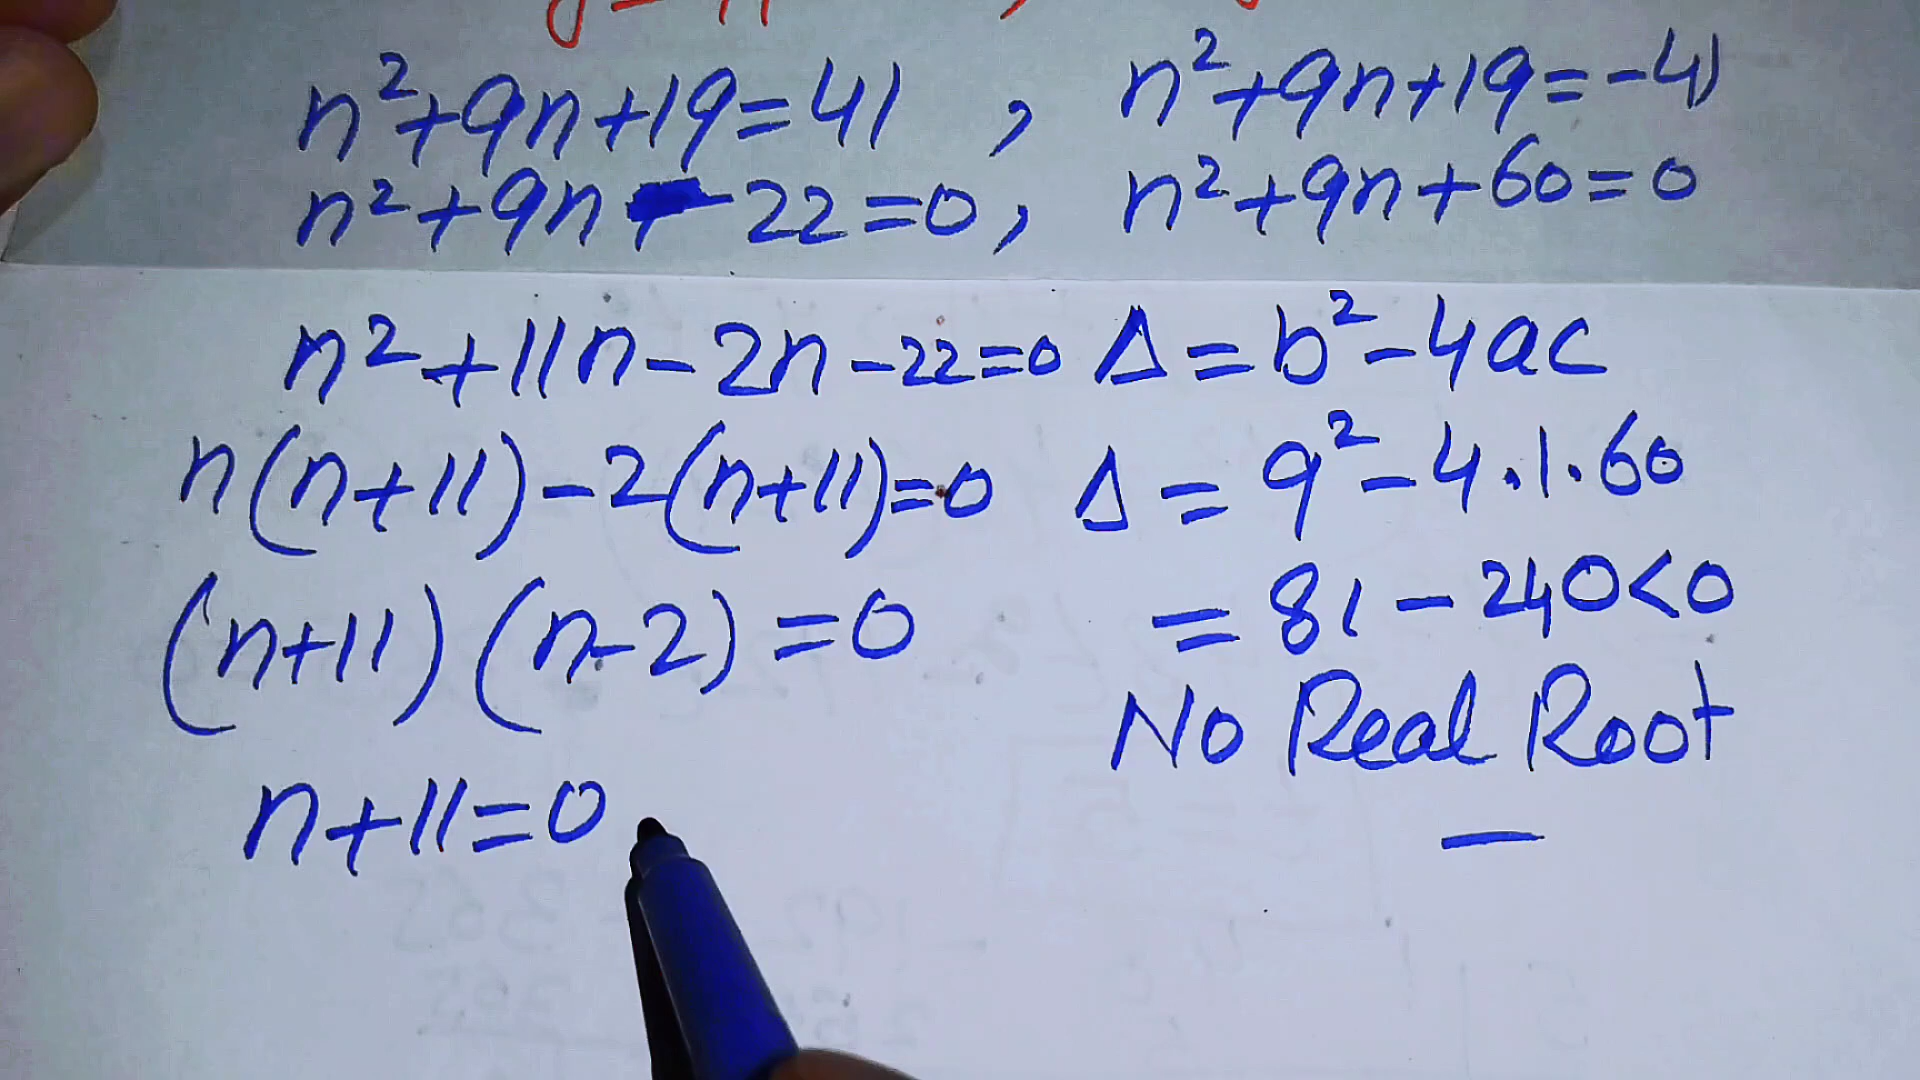 n²+9n+19=41 , n²+9n+19=-41
n²+9n-22=0, n²+9n+60=0
n²+11n-2n-22=0 Δ=b²-4ac
n(n+11)-2(n+11)=0 Δ=9²-4.1.60
(n+11)(n-2)=0 =81-240<0
n+11=0 No Real Root